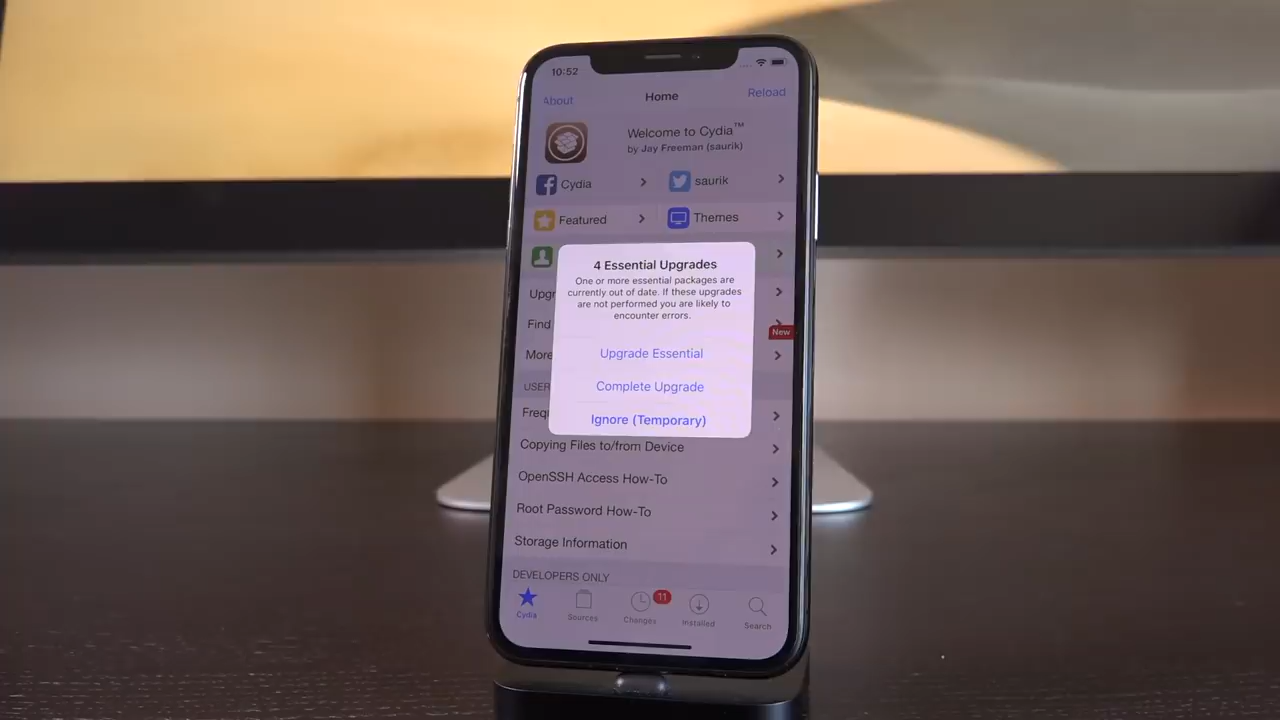 10:52
About
Home
Reload
Welcome to Cydia™
by Jay Freeman (saurik)
Cydia
saurik
Featured
Themes
4 Essential Upgrades
One or more essential packages are
currently out of date. If these upgrades
are not performed you are likely to
encounter errors.
Upgr
Find
New
More
Upgrade Essential
Complete Upgrade
USER
Freq
Ignore (Temporary)
Copying Files to/from Device
OpenSSH Access How-To
Root Password How-To
Storage Information
DEVELOPERS ONLY
11
Cydia
Sources
Changes
Installed
Search